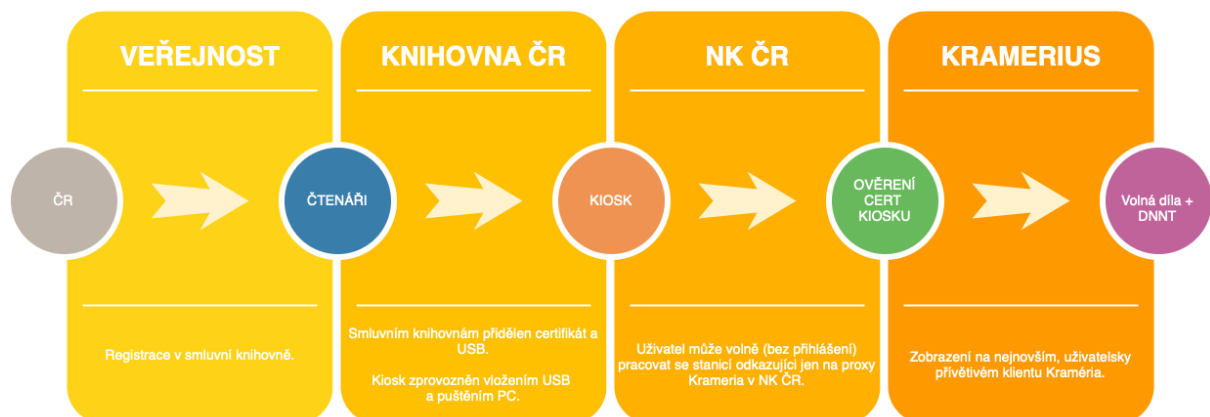 VEŘEJNOST
KNIHOVNA ČR
NK ČR
KRAMERIUS
ČR
ČTENÁŘI
KIOSK
OVĚRENÍ
CERT
KIOSKU
Volná díla +
DNNT
Registrace v smluvní knihovně.
Smluvním knihovnám přidělen certifikát a
USB.
Kiosk zprovozněn vložením USB
a puštěním PC.
Uživatel může volně (bez přihlášení)
pracovat se stanicí odkazující jen na proxy
Krameria v NK ČR.
Zobrazení na nejnovším, uživatelsky
přívětivém klientu Kraméria.